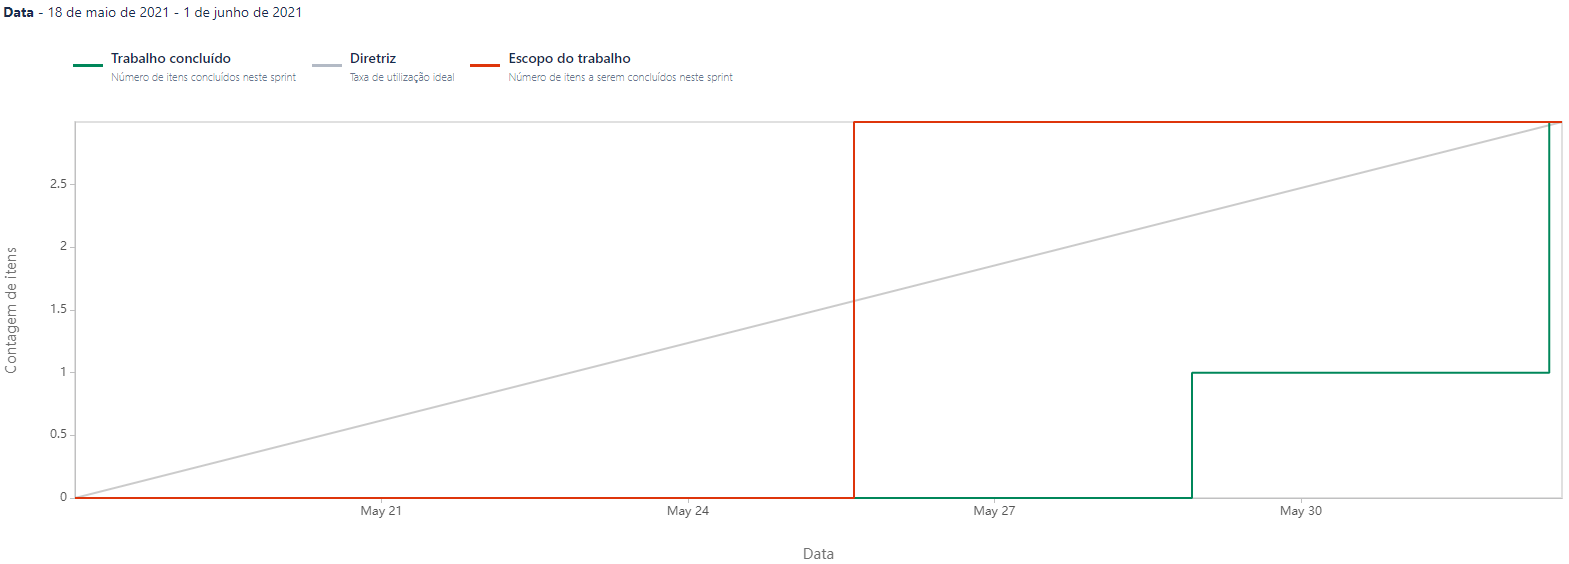 Data - 18 de maio de 2021 - 1 de junho de 2021
Trabalho concluído
Número de itens concluídos neste sprint
Diretriz
Taxa de utilização ideal
Escopo do trabalho
Número de itens a serem concluídos neste sprint
Contagem de itens
2.5
2
1.5
1
0.5
0
May 21
May 24
May 27
May 30
Data